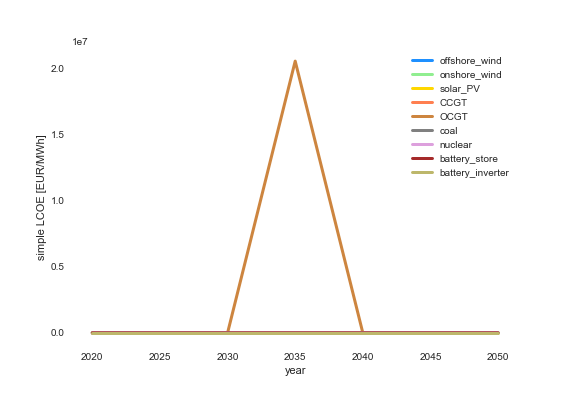 1e7
2.0
1.5
1.0
0.5
0.0
simple LCOE [EUR/MWh]
2020 2025 2030 2035 2040 2045 2050
year
offshore_wind
onshore_wind
solar_PV
CCGT
OCGT
coal
nuclear
battery_store
battery_inverter